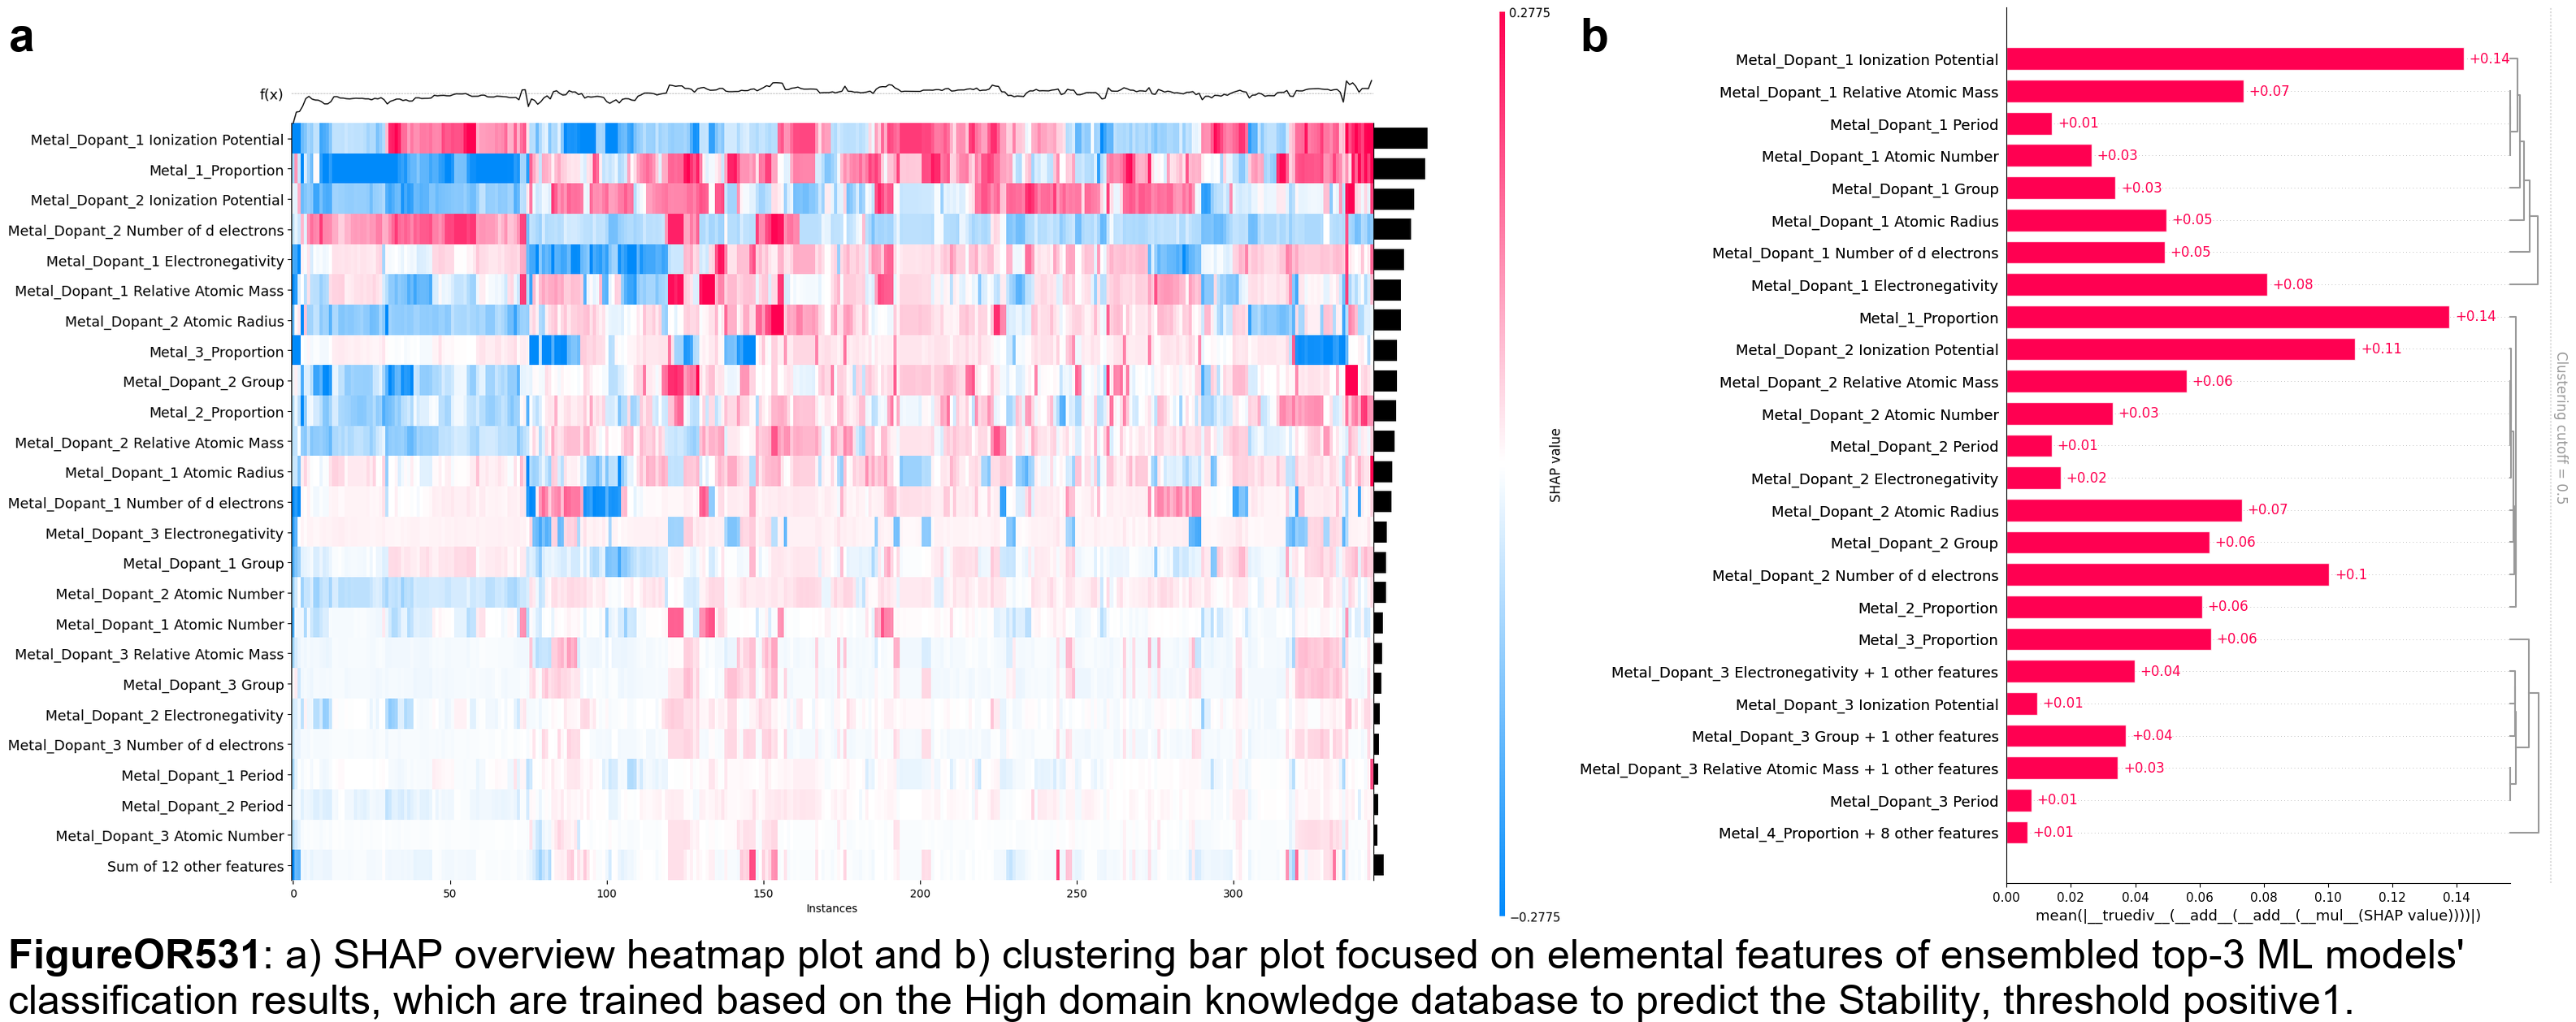 a
f(x)
Metal_Dopant_1 Ionization Potential
Metal_1_Proportion
Metal_Dopant_2 Ionization Potential
Metal_Dopant_2 Number of d electrons
Metal_Dopant_1 Electronegativity
Metal_Dopant_1 Relative Atomic Mass
Metal_Dopant_2 Atomic Radius
Metal_3_Proportion
Metal_Dopant_2 Group
Metal_2_Proportion
Metal_Dopant_2 Relative Atomic Mass
Metal_Dopant_1 Atomic Radius
Metal_Dopant_1 Number of d electrons
Metal_Dopant_3 Electronegativity
Metal_Dopant_1 Group
Metal_Dopant_2 Atomic Number
Metal_Dopant_1 Atomic Number
Metal_Dopant_3 Relative Atomic Mass
Metal_Dopant_3 Group
Metal_Dopant_2 Electronegativity
Metal_Dopant_3 Number of d electrons
Metal_Dopant_1 Period
Metal_Dopant_2 Period
Metal_Dopant_3 Atomic Number
Sum of 12 other features
0 50 100 150 200 250 300
Instances
0.2775
SHAP value
−0.2775
b
Metal_Dopant_1 Ionization Potential +0.14
Metal_Dopant_1 Relative Atomic Mass +0.07
Metal_Dopant_1 Period +0.01
Metal_Dopant_1 Atomic Number +0.03
Metal_Dopant_1 Group +0.03
Metal_Dopant_1 Atomic Radius +0.05
Metal_Dopant_1 Number of d electrons +0.05
Metal_Dopant_1 Electronegativity +0.08
Metal_1_Proportion +0.14
Metal_Dopant_2 Ionization Potential +0.11
Metal_Dopant_2 Relative Atomic Mass +0.06
Metal_Dopant_2 Atomic Number +0.03
Metal_Dopant_2 Period +0.01
Metal_Dopant_2 Electronegativity +0.02
Metal_Dopant_2 Atomic Radius +0.07
Metal_Dopant_2 Group +0.06
Metal_Dopant_2 Number of d electrons +0.1
Metal_2_Proportion +0.06
Metal_3_Proportion +0.06
Metal_Dopant_3 Electronegativity + 1 other features +0.04
Metal_Dopant_3 Ionization Potential +0.01
Metal_Dopant_3 Group + 1 other features +0.04
Metal_Dopant_3 Relative Atomic Mass + 1 other features +0.03
Metal_Dopant_3 Period +0.01
Metal_4_Proportion + 8 other features +0.01
0.00 0.02 0.04 0.06 0.08 0.10 0.12 0.14
mean(|__truediv__(__add__(__add__(__mul__(SHAP value))))|)
Clustering cutoff = 0.5
FigureOR531: a) SHAP overview heatmap plot and b) clustering bar plot focused on elemental features of ensembled top-3 ML models'
classification results, which are trained based on the High domain knowledge database to predict the Stability, threshold positive1.